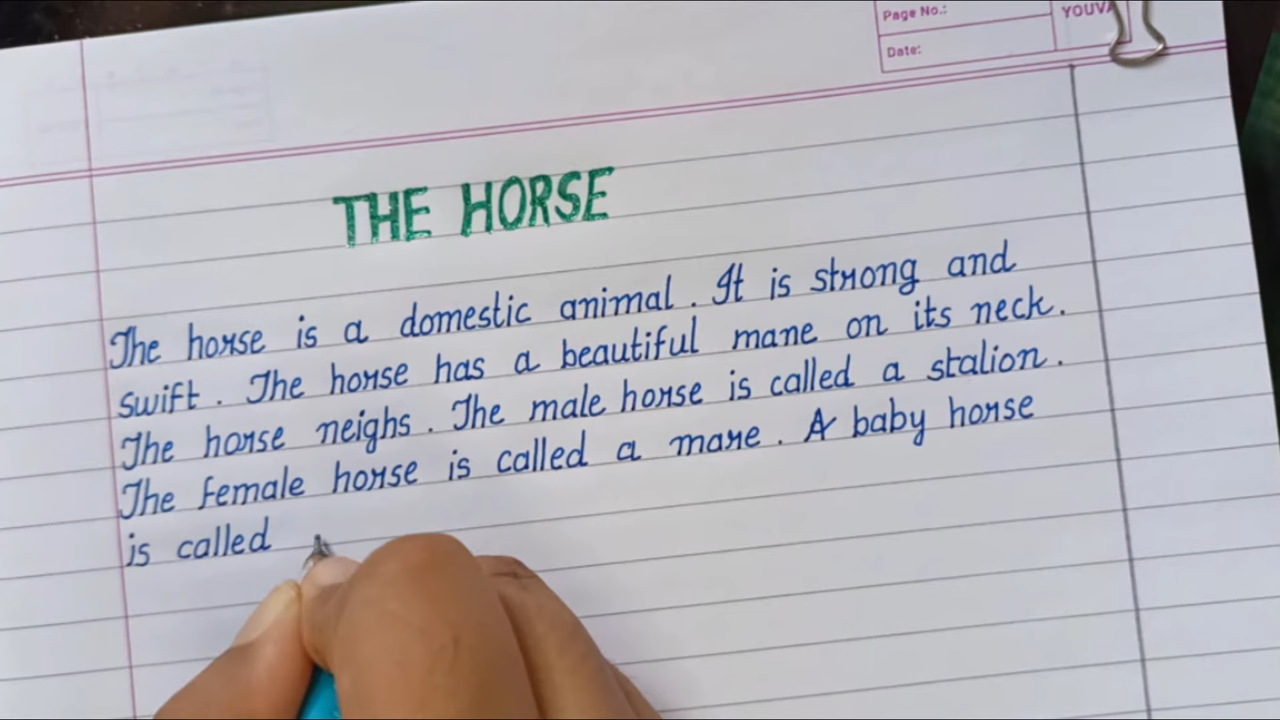 Page No.:
YOUVA
Date:
THE HORSE
The horse is a domestic animal. It is strong and
swift. The horse has a beautiful mane on its neck.
The horse neighs. The male horse is called a stalion.
The female horse is called a mare. A baby horse
is called